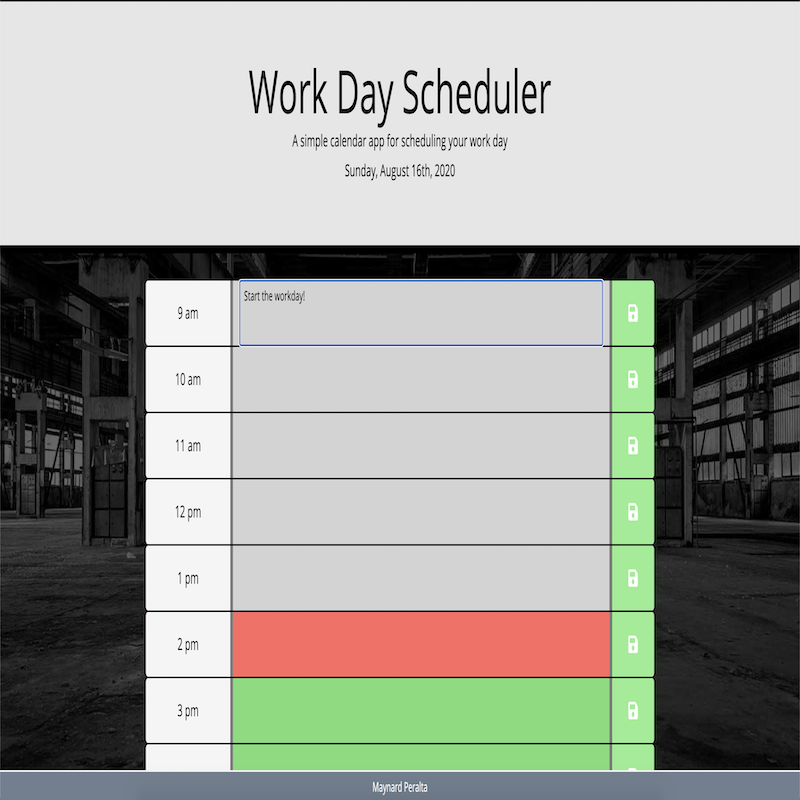 Work Day Scheduler
A simple calendar app for scheduling your work day
Sunday, August 16th, 2020
9 am
Start the workday!
10 am
11 am
12 pm
1 pm
2 pm
3 pm
Maynard Peralta